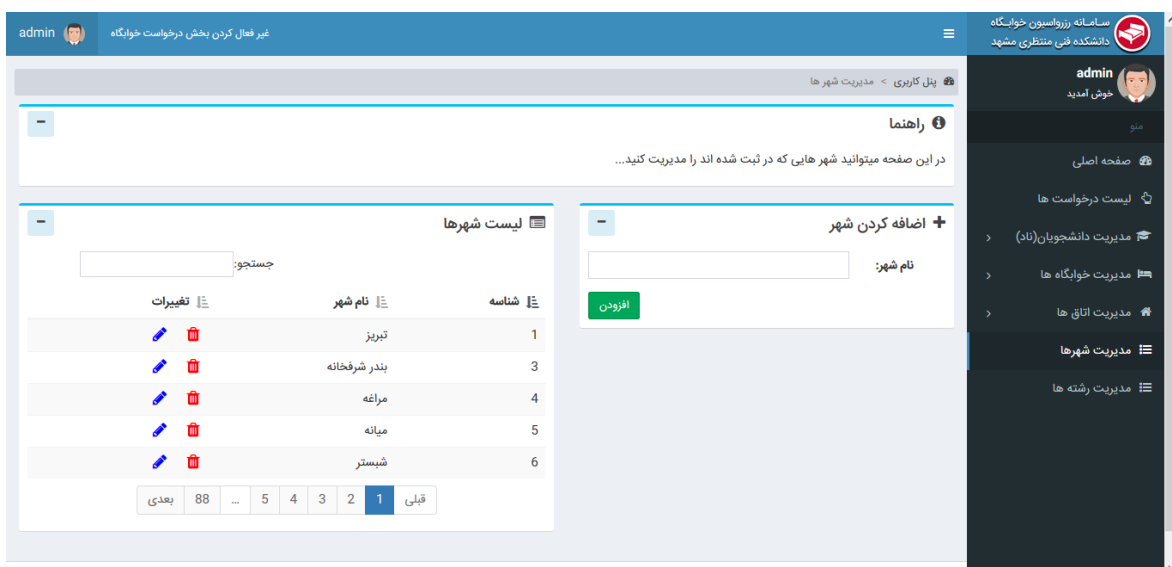 سـامـانه رزرواسیون خوابـگاه
دانشکده فنی منتظری مشهد
غیر فعال کردن بخش درخواست خوابگاه
admin
admin
خوش آمدید
منو
صفحه اصلی
لیست درخواست ها
مدیریت دانشجویان(ناد)
مدیریت خوابگاه ها
مدیریت اتاق ها
مدیریت شهرها
مدیریت رشته ها
پنل کاربری > مدیریت شهر ها
راهنما
در این صفحه میتوانید شهر هایی که در ثبت شده اند را مدیریت کنید...
اضافه کردن شهر
نام شهر:
افزودن
لیست شهرها
جستجو:
شناسه نام شهر تغییرات
1 تبریز
3 بندر شرفخانه
4 مراغه
5 میانه
6 شبستر
قبلی 1 2 3 4 5 … 88 بعدی